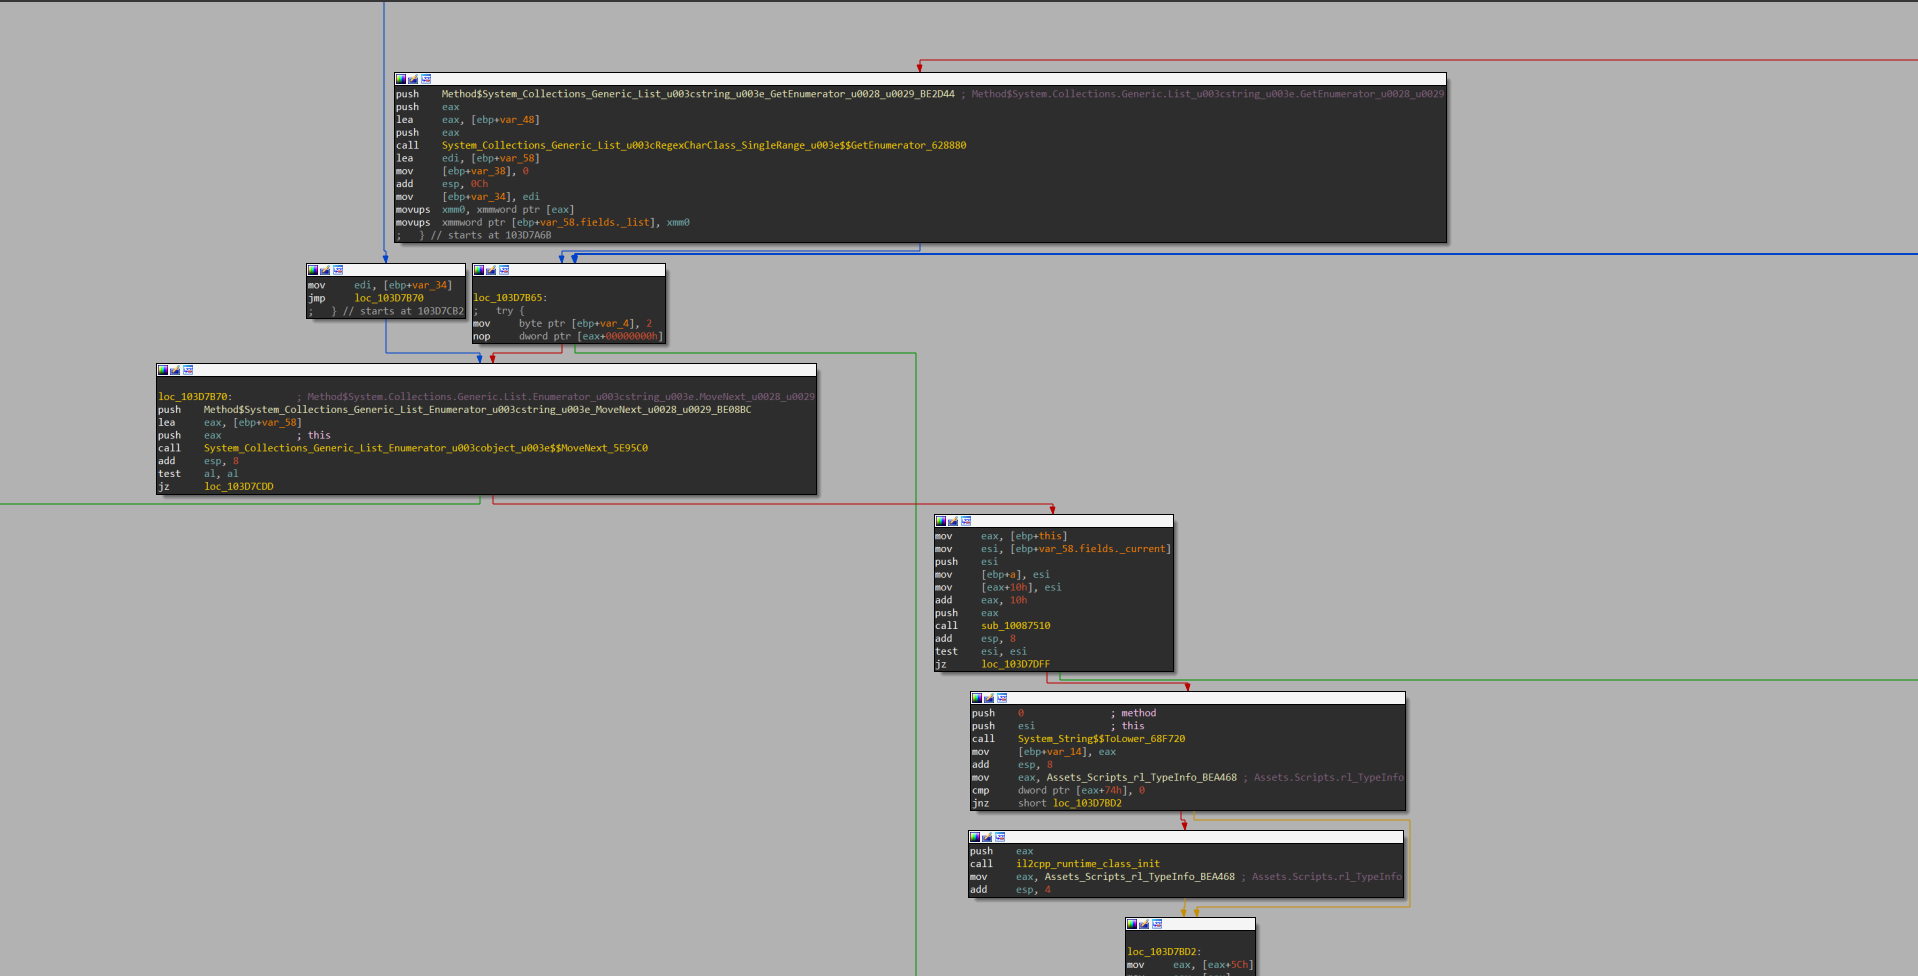 push Method$System_Collections_Generic_List_u003cstring_u003e_GetEnumerator_u0028_u0029_BE2D44 ; Method$System.Collections.Generic.List_u003cstring_u003e.GetEnumerator_u0028_u0029
push eax
lea eax, [ebp+var_48]
push eax
call System_Collections_Generic_List_u003cRegexCharClass_SingleRange_u003e$$GetEnumerator_628880
lea edi, [ebp+var_58]
mov [ebp+var_38], 0
add esp, 0Ch
mov [ebp+var_34], edi
movups xmm0, xmmword ptr [eax]
movups xmmword ptr [ebp+var_58.fields._list], xmm0
; } // starts at 103D7A6B
mov edi, [ebp+var_34]
jmp loc_103D7B70
; } // starts at 103D7CB2
loc_103D7B65:
; try {
mov byte ptr [ebp+var_4], 2
nop dword ptr [eax+00000000h]
loc_103D7B70: ; Method$System.Collections.Generic.List.Enumerator_u003cstring_u003e.MoveNext_u0028_u0029
push Method$System_Collections_Generic_List_Enumerator_u003cstring_u003e_MoveNext_u0028_u0029_BE08BC
lea eax, [ebp+var_58]
push eax ; this
call System_Collections_Generic_List_Enumerator_u003cobject_u003e$$MoveNext_5E95C0
add esp, 8
test al, al
jz loc_103D7CDD
mov eax, [ebp+this]
mov esi, [ebp+var_58.fields._current]
push esi
mov [ebp+a], esi
mov [eax+10h], esi
add eax, 10h
push eax
call sub_10087510
add esp, 8
test esi, esi
jz loc_103D7DFF
push 0 ; method
push esi ; this
call System_String$$ToLower_68F720
mov [ebp+var_14], eax
add esp, 8
mov eax, Assets_Scripts_rl_TypeInfo_BEA468 ; Assets.Scripts.rl_TypeInfo
cmp dword ptr [eax+74h], 0
jnz short loc_103D7BD2
push eax
call il2cpp_runtime_class_init
mov eax, Assets_Scripts_rl_TypeInfo_BEA468 ; Assets.Scripts.rl_TypeInfo
add esp, 4
loc_103D7BD2:
mov eax, [eax+5Ch]